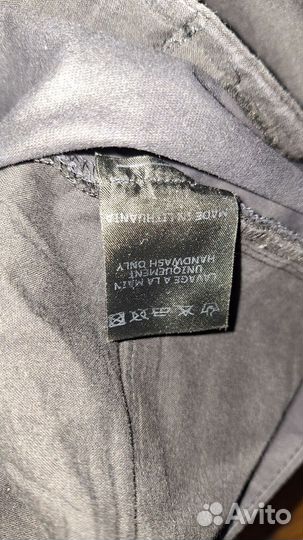 MADE IN LITHUANIA
LAVAGE A LA MAIN
UNIQUEMENT
HANDWASH ONLY
Avito